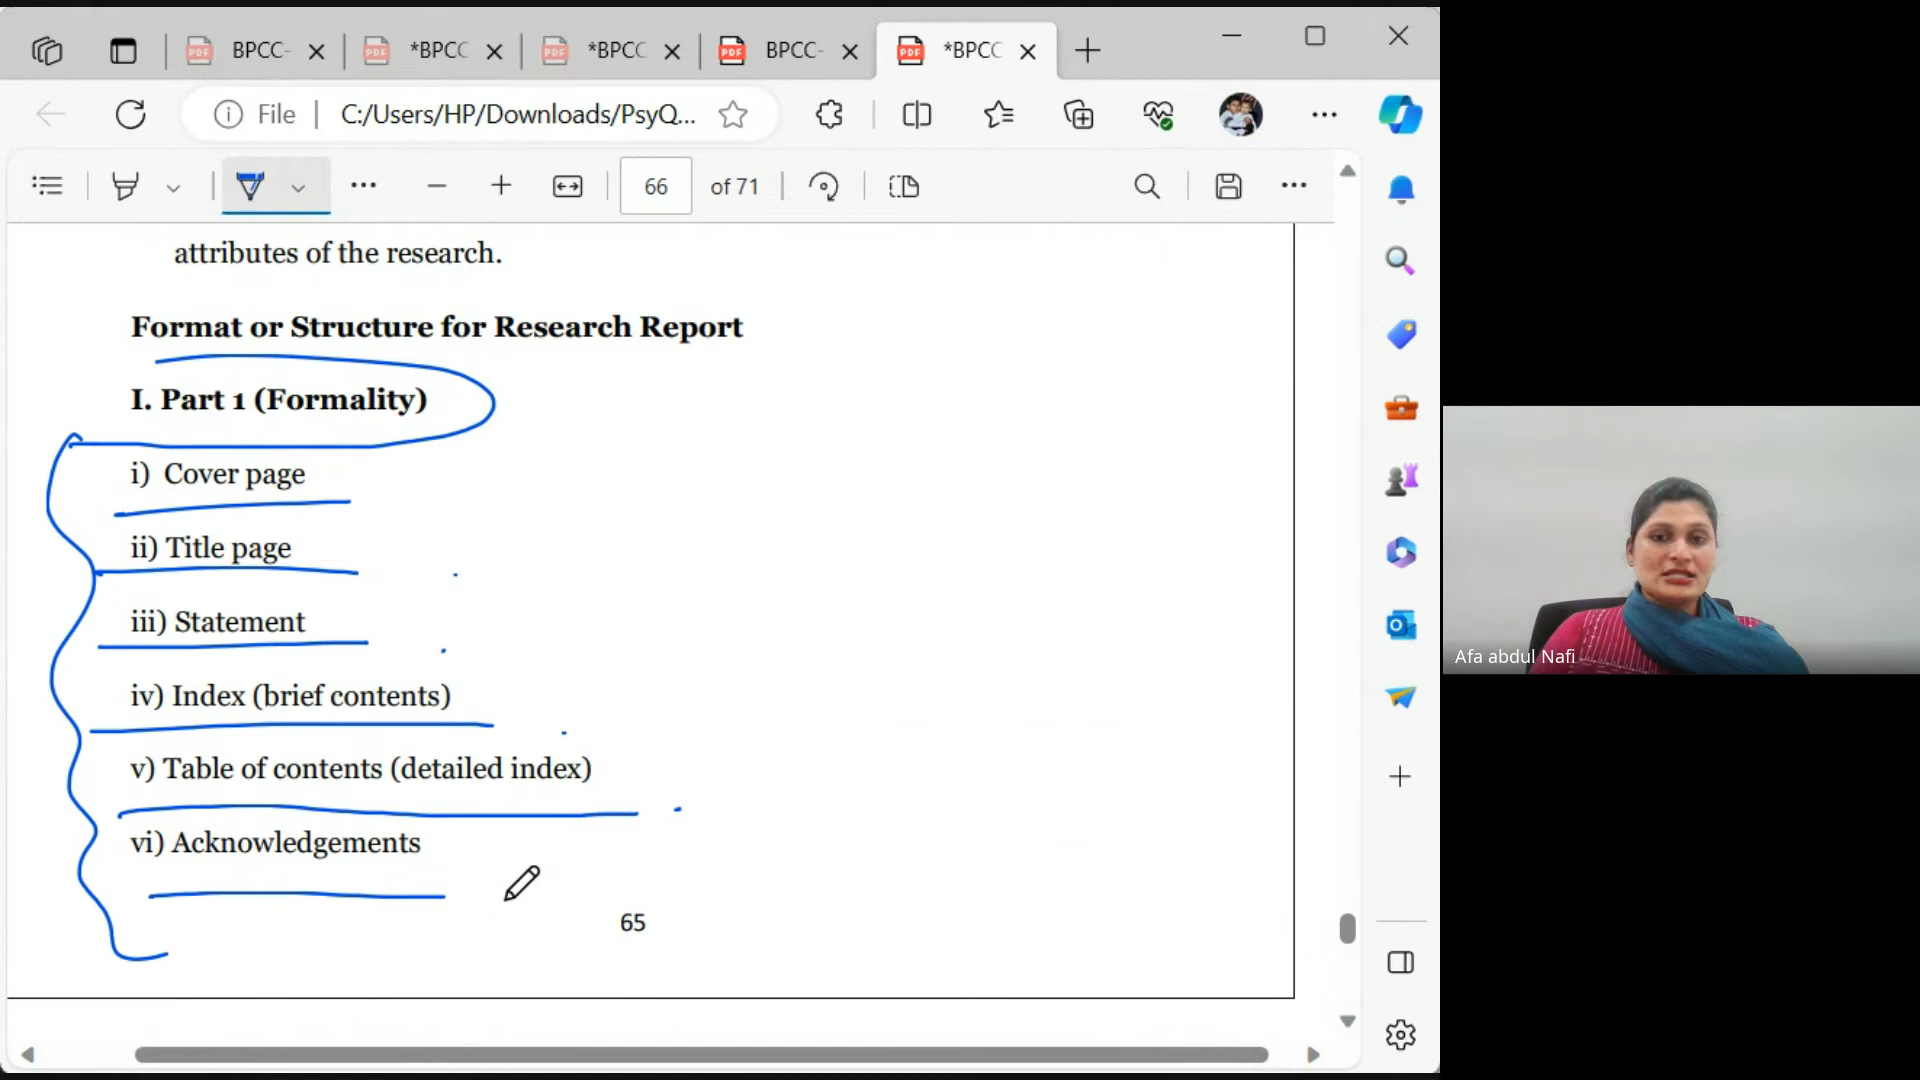 BPCC-
*BPCC
*BPCC
BPCC-
*BPCC
File
C:/Users/HP/Downloads/PsyQ...
66 of 71
attributes of the research.
Format or Structure for Research Report
I. Part 1 (Formality)
i) Cover page
ii) Title page
iii) Statement
iv) Index (brief contents)
v) Table of contents (detailed index)
vi) Acknowledgements
65
Afa abdul Nafi